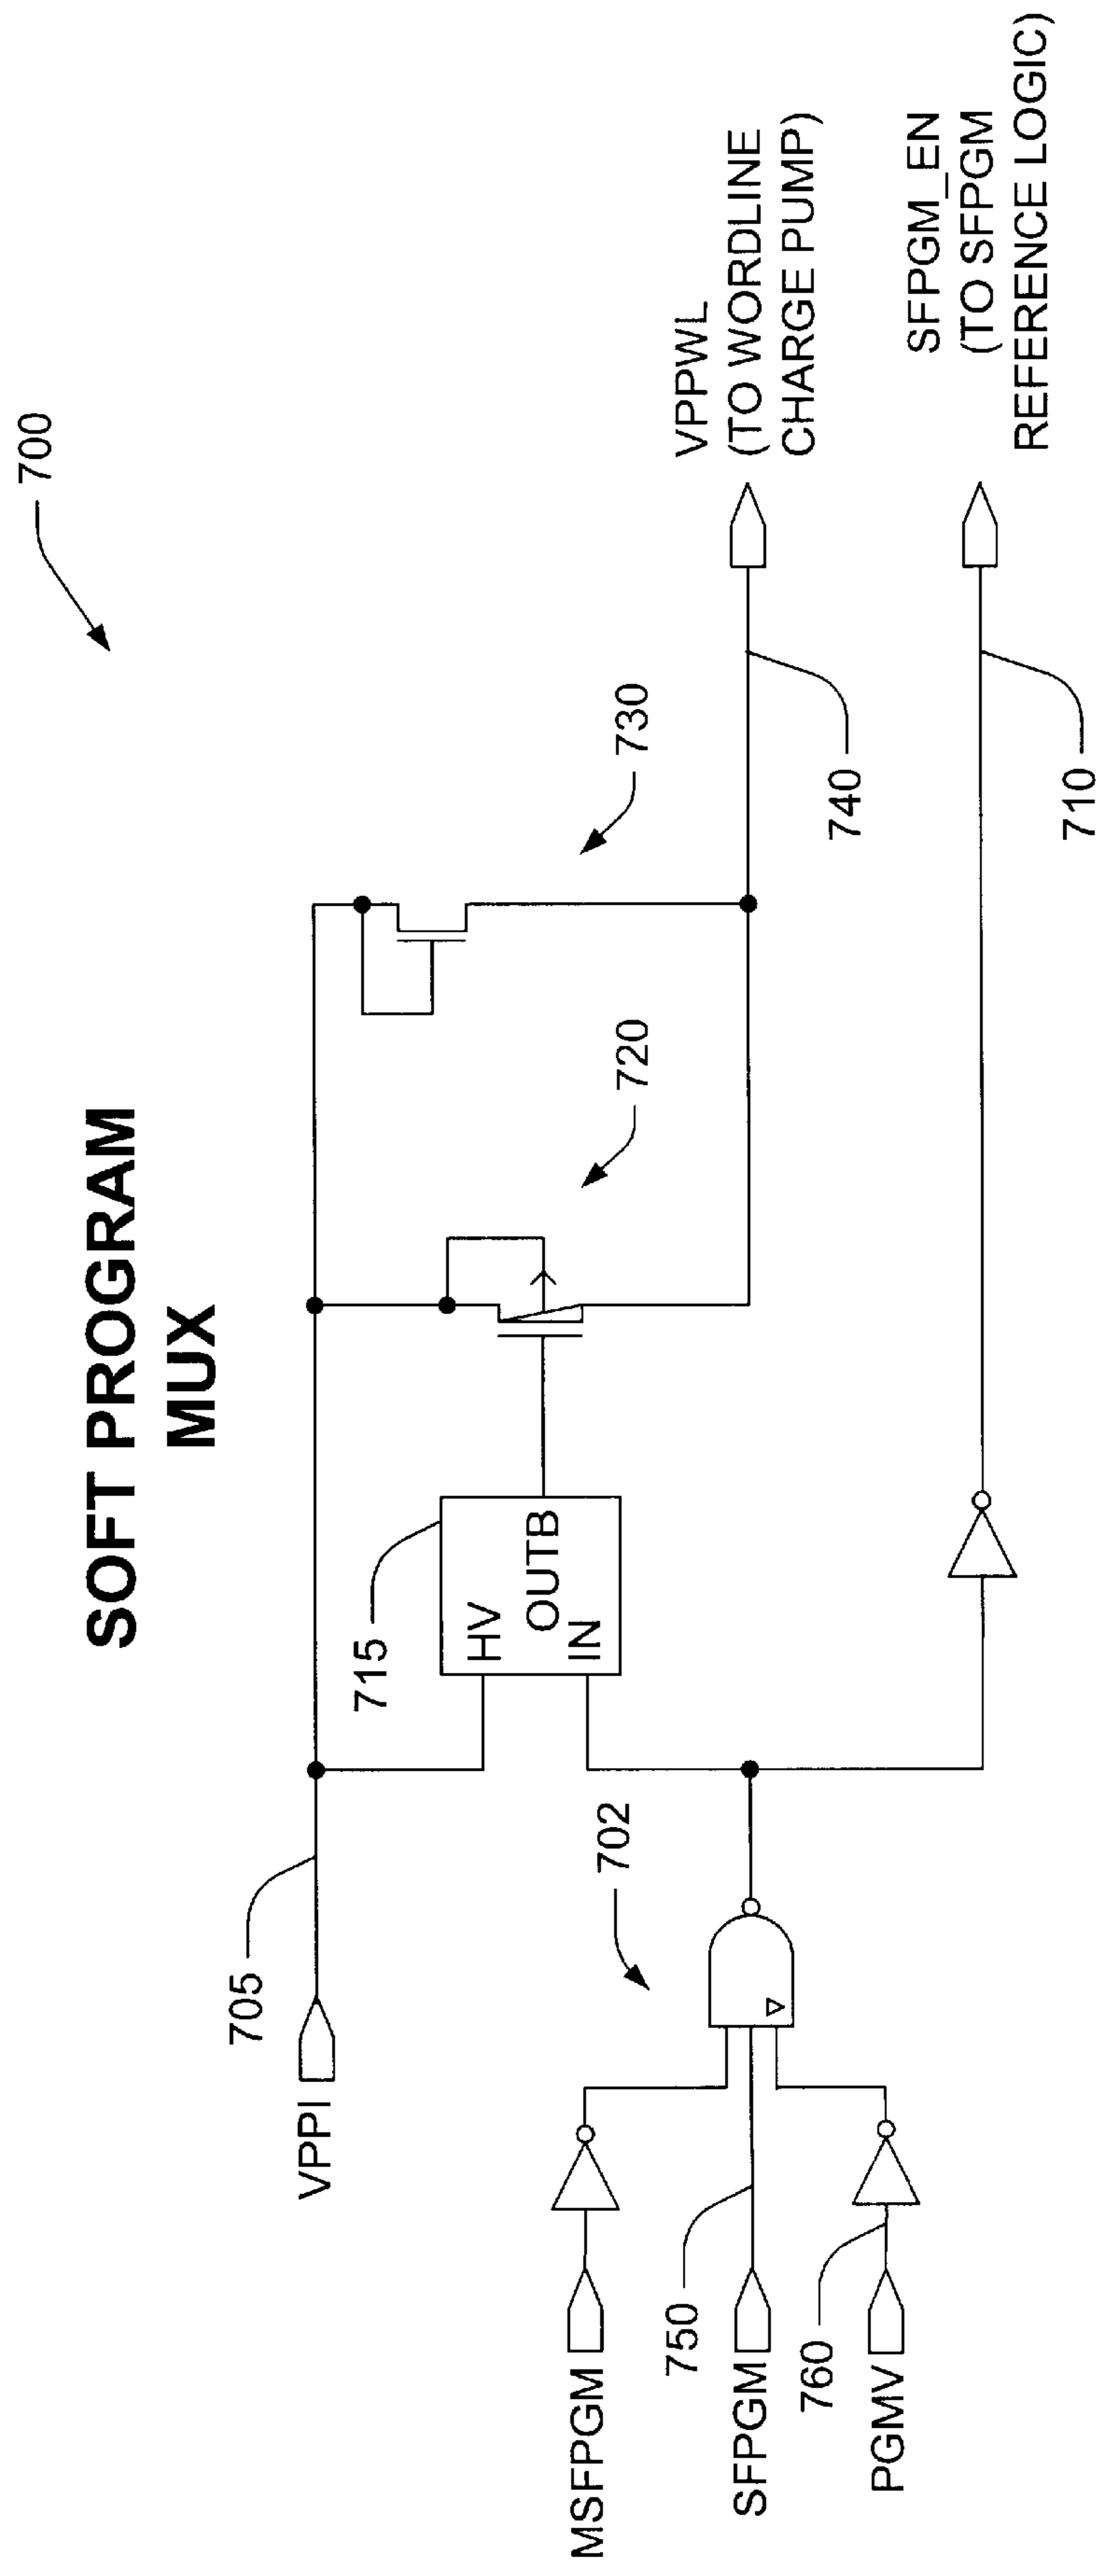 SOFT PROGRAM
MUX
700
VPPI
705
715
HV
OUTB
IN
720
730
702
MSFPGM
750
SFPGM
760
PGMV
740
VPPWL
(TO WORDLINE
CHARGE PUMP)
710
SFPGM_EN
(TO SFPGM
REFERENCE LOGIC)